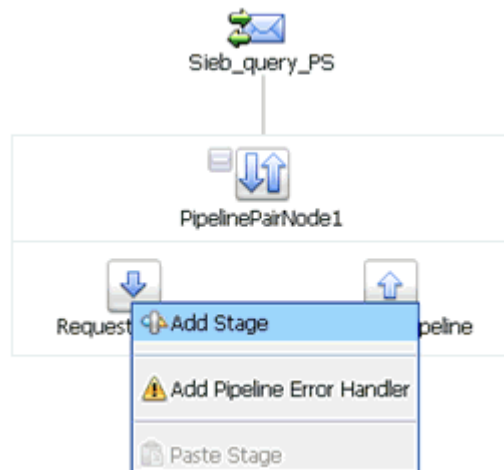 Sieb_query_PS
PipelinePairNode1
Request
peline
Add Stage
Add Pipeline Error Handler
Paste Stage